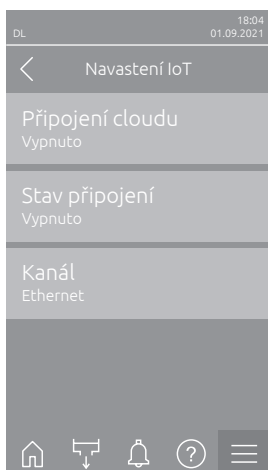 18:04
DL 01.09.2021
Navastení IoT
Připojení cloudu
Vypnuto
Stav připojení
Vypnuto
Kanál
Ethernet
?